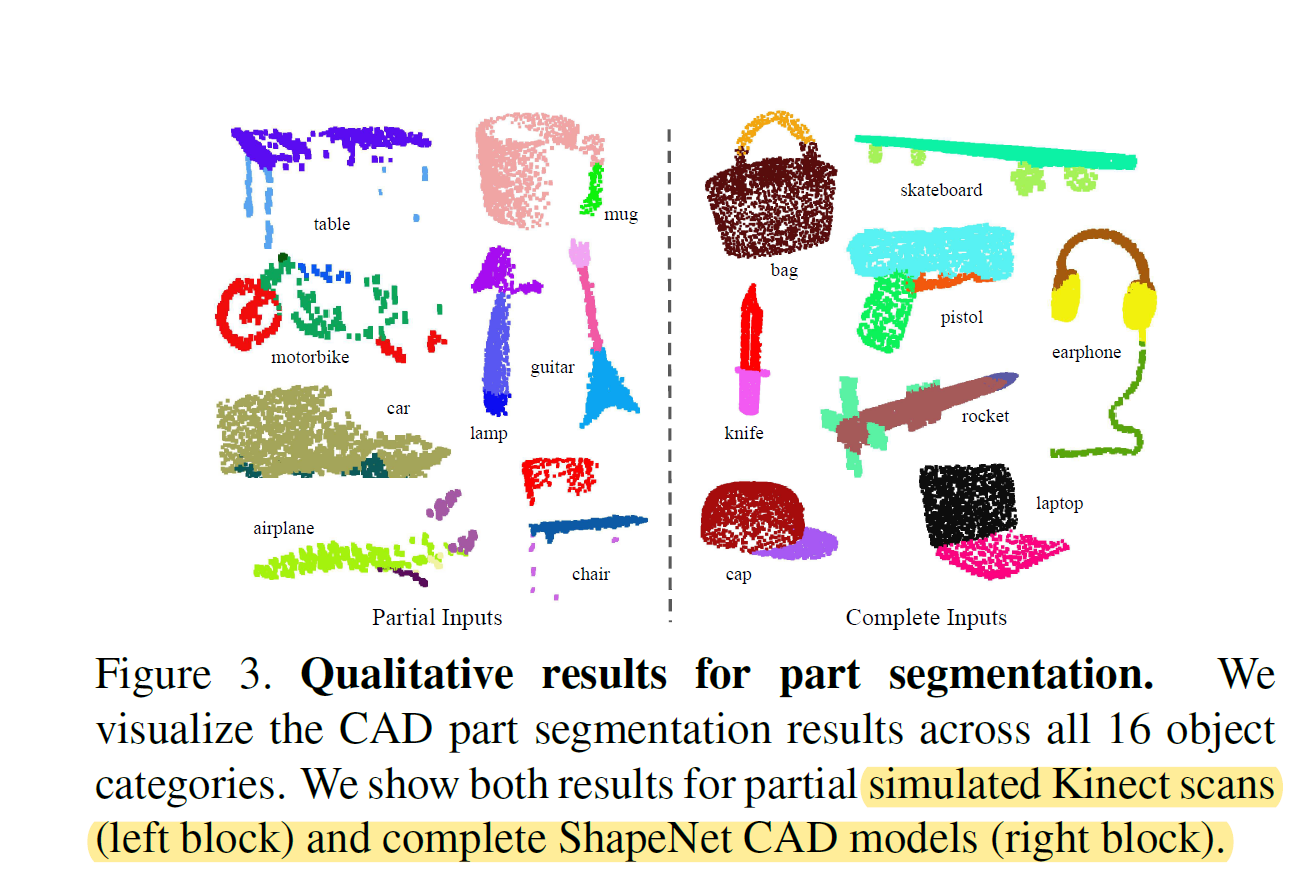 table
mug
bag
skateboard
motorbike
guitar
pistol
earphone
car
lamp
knife
rocket
airplane
chair
cap
laptop
Partial Inputs
Complete Inputs
Figure 3. Qualitative results for part segmentation. We
visualize the CAD part segmentation results across all 16 object
categories. We show both results for partial simulated Kinect scans
(left block) and complete ShapeNet CAD models (right block).